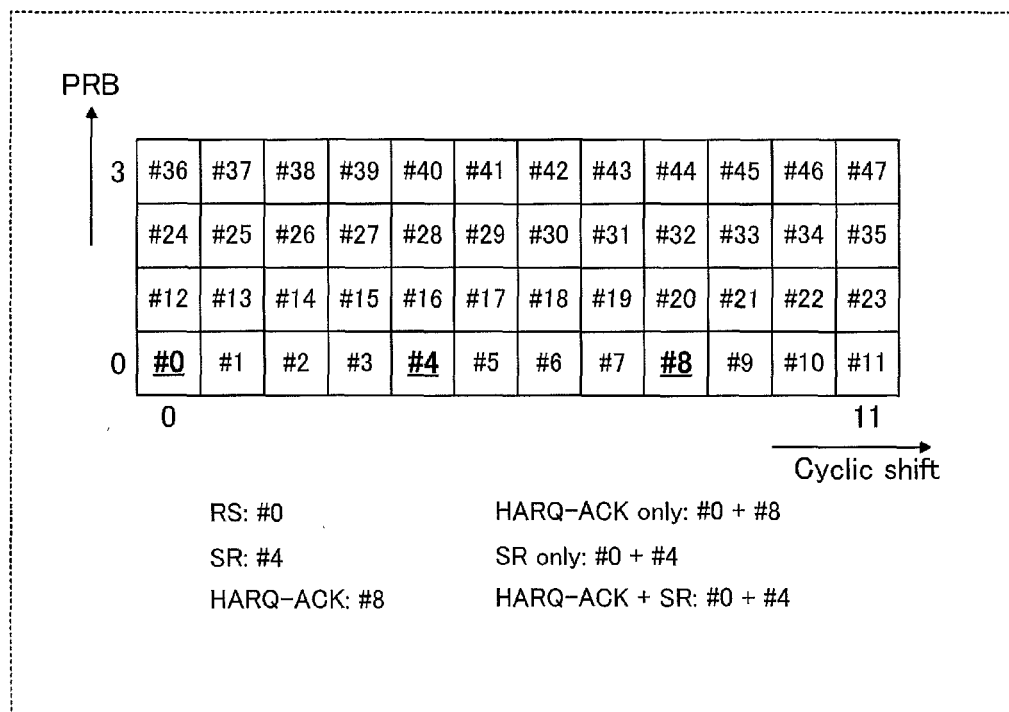 PRB
3 #36 #37 #38 #39 #40 #41 #42 #43 #44 #45 #46 #47
#24 #25 #26 #27 #28 #29 #30 #31 #32 #33 #34 #35
#12 #13 #14 #15 #16 #17 #18 #19 #20 #21 #22 #23
0 #0 #1 #2 #3 #4 #5 #6 #7 #8 #9 #10 #11
0 11
Cyclic shift
RS: #0
SR: #4
HARQ-ACK: #8
HARQ-ACK only: #0 + #8
SR only: #0 + #4
HARQ-ACK + SR: #0 + #4